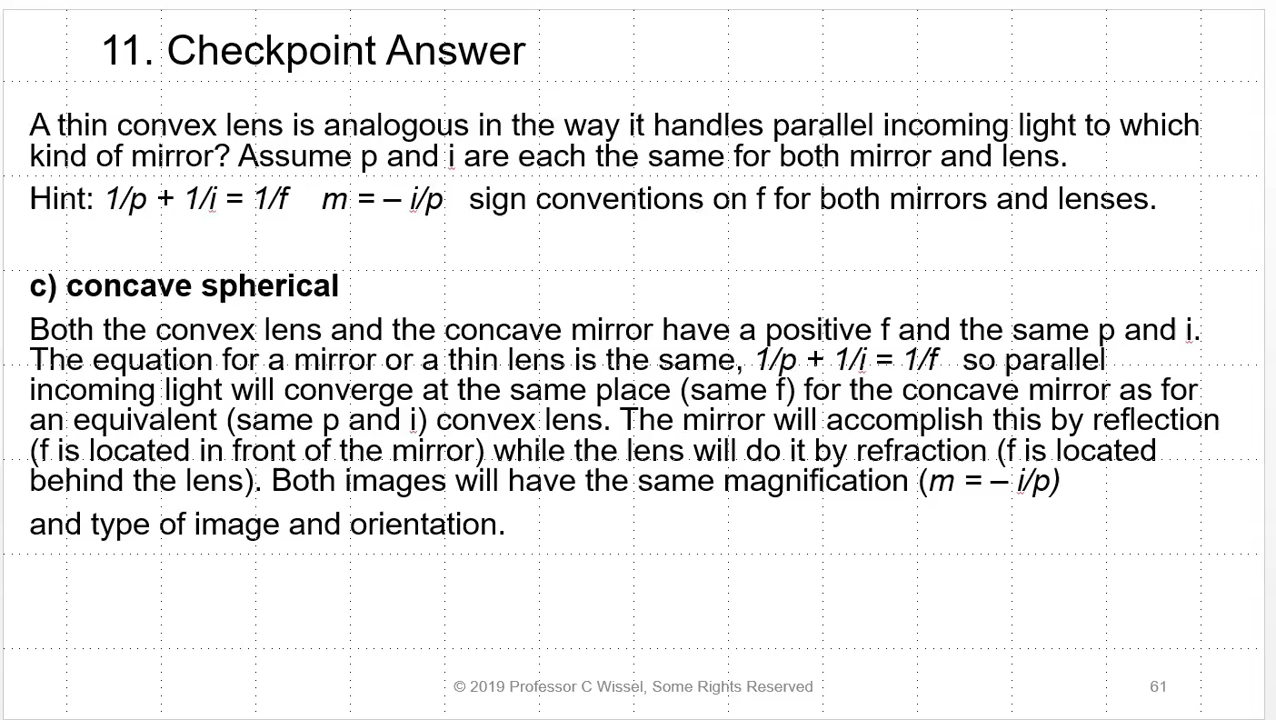 11. Checkpoint Answer
A thin convex lens is analogous in the way it handles parallel incoming light to which
kind of mirror? Assume p and i are each the same for both mirror and lens.
Hint: 1/p + 1/i = 1/f m = – i/p sign conventions on f for both mirrors and lenses.
c) concave spherical
Both the convex lens and the concave mirror have a positive f and the same p and i.
The equation for a mirror or a thin lens is the same, 1/p + 1/i = 1/f so parallel
incoming light will converge at the same place (same f) for the concave mirror as for
an equivalent (same p and i) convex lens. The mirror will accomplish this by reflection
(f is located in front of the mirror) while the lens will do it by refraction (f is located
behind the lens). Both images will have the same magnification (m = – i/p)
and type of image and orientation.
© 2019 Professor C Wissel, Some Rights Reserved
61